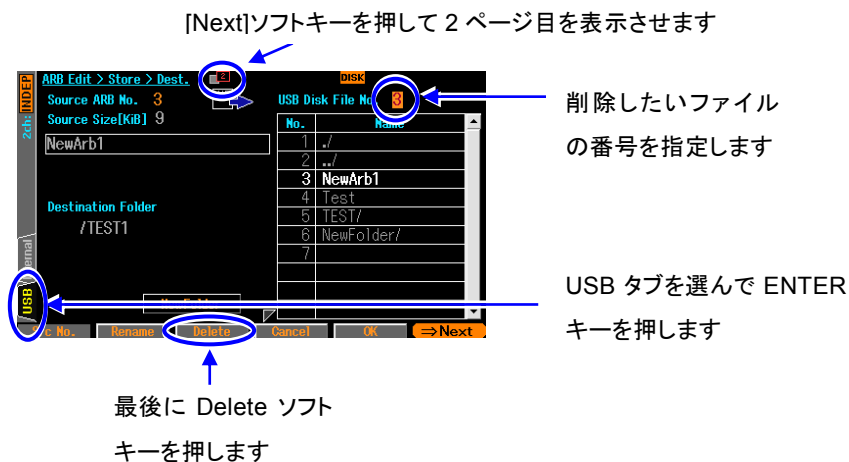 [Next]ソフトキーを押して 2 ページ目を表示させます
2ch: INDEP
ARB Edit > Store > Dest.
2
DISK
Source ARB No. 3
USB Disk File No. 3
Source Size[KiB] 9
NewArb1
No. Name
1 ./
2 ../
3 NewArb1
4 Test
5 TEST/
6 NewFolder/
7
Destination Folder
/TEST1
USB
Rename
Delete
Cancel
OK
⇒Next
削除したいファイル
の番号を指定します
USB タブを選んで ENTER
キーを押します
最後に Delete ソフト
キーを押します